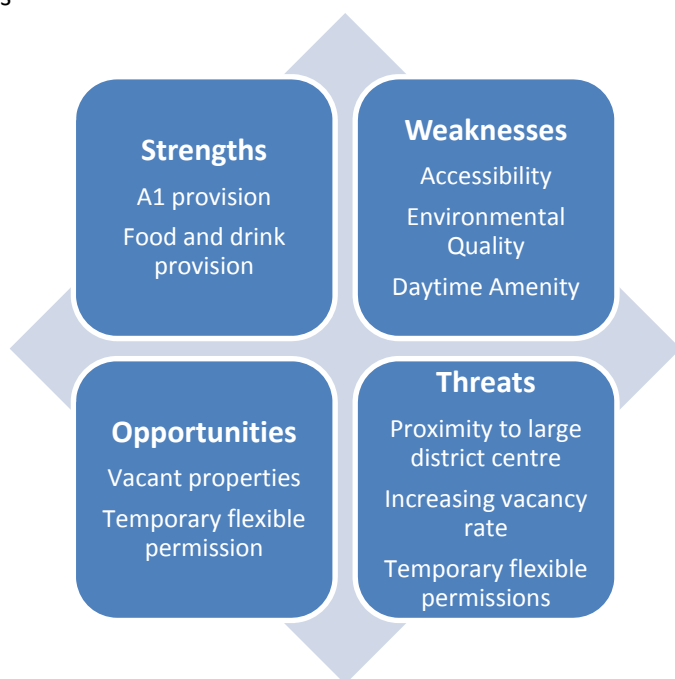 s
Strengths
A1 provision
Food and drink
provision
Weaknesses
Accessibility
Environmental
Quality
Daytime Amenity
Opportunities
Vacant properties
Temporary flexible
permission
Threats
Proximity to large
district centre
Increasing vacancy
rate
Temporary flexible
permissions